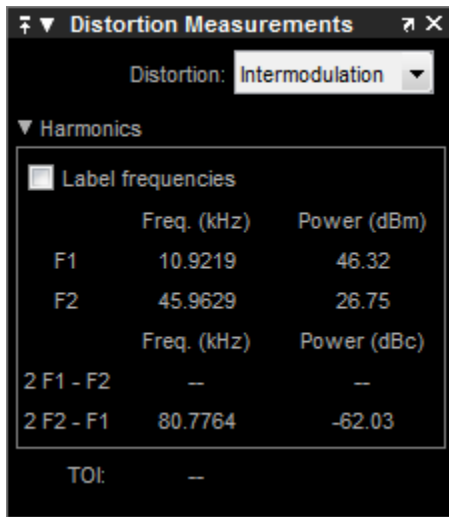 Distortion Measurements
Distortion: Intermodulation
Harmonics
Label frequencies
Freq. (kHz) Power (dBm)
F1 10.9219 46.32
F2 45.9629 26.75
Freq. (kHz) Power (dBc)
2 F1 - F2 -- --
2 F2 - F1 80.7764 -62.03
TOI: --